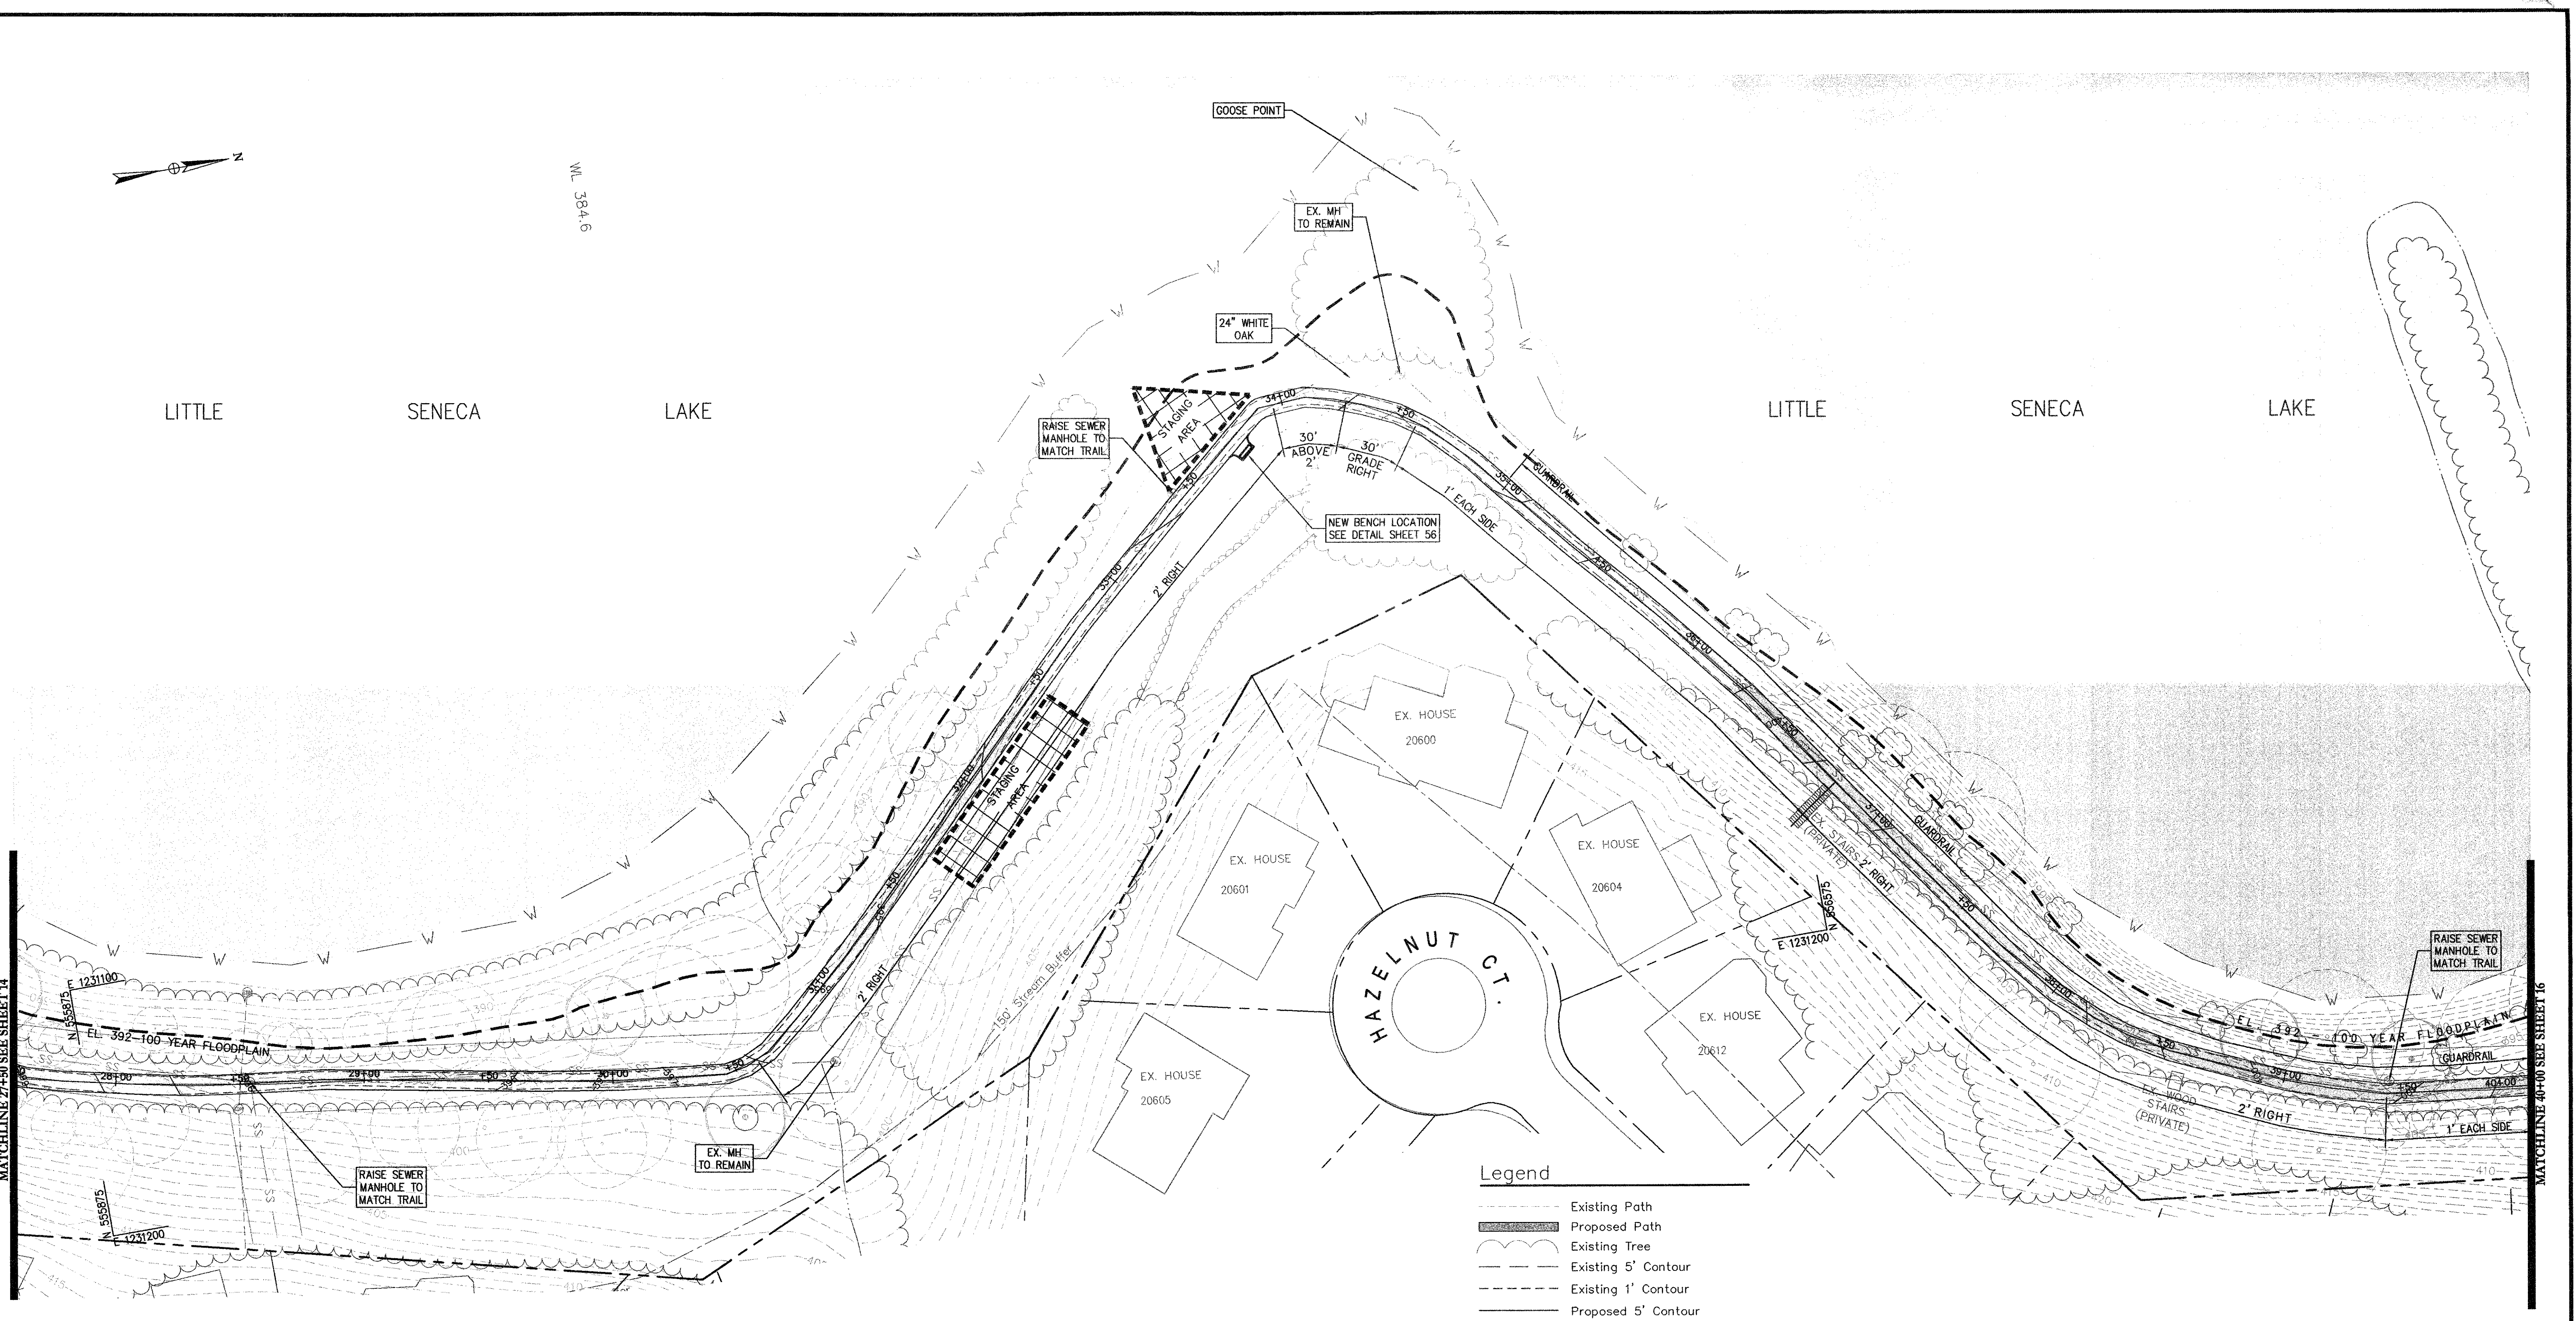 GOOSE POINT
N
WL 384.6
EX. MH
TO REMAIN
24" WHITE
OAK
LITTLE SENECA LAKE
LITTLE SENECA LAKE
STAGING
AREA
34+00
+50
RAISE SEWER
MANHOLE TO
MATCH TRAIL
+50
30'
ABOVE
2'
30'
GRADE
RIGHT
GUARDRAIL
35+00
1' EACH SIDE
NEW BENCH LOCATION
SEE DETAIL SHEET 56
33+00
2' RIGHT
+50
+50
36+00
EX. HOUSE
20600
+50
32+00
STAGING
AREA
+50
EX. HOUSE
20601
EX. HOUSE
20604
37+00
GUARDRAIL
EX. STAIRS
(PRIVATE)
2' RIGHT
+50
N 556575
E 1231200
HAZELNUT CT.
RAISE SEWER
MANHOLE TO
MATCH TRAIL
E 1231100
N 555875
EL. 392-100 YEAR FLOODPLAIN
31+00
2' RIGHT
150' Stream Buffer
38+00
EL. 392 - 100 YEAR FLOODPLAIN
GUARDRAIL
MATCHLINE 27+50 SEE SHEET 14
MATCHLINE 40+00 SEE SHEET 16
28+00
+50
29+00
+50
30+00
+50
EX. HOUSE
20605
EX. HOUSE
20612
+50
39+00
+50
40+00
EX. WOOD
STAIRS
(PRIVATE)
2' RIGHT
1' EACH SIDE
EX. MH
TO REMAIN
RAISE SEWER
MANHOLE TO
MATCH TRAIL
N 555875
E 1231200
Legend
Existing Path
Proposed Path
Existing Tree
Existing 5' Contour
Existing 1' Contour
Proposed 5' Contour